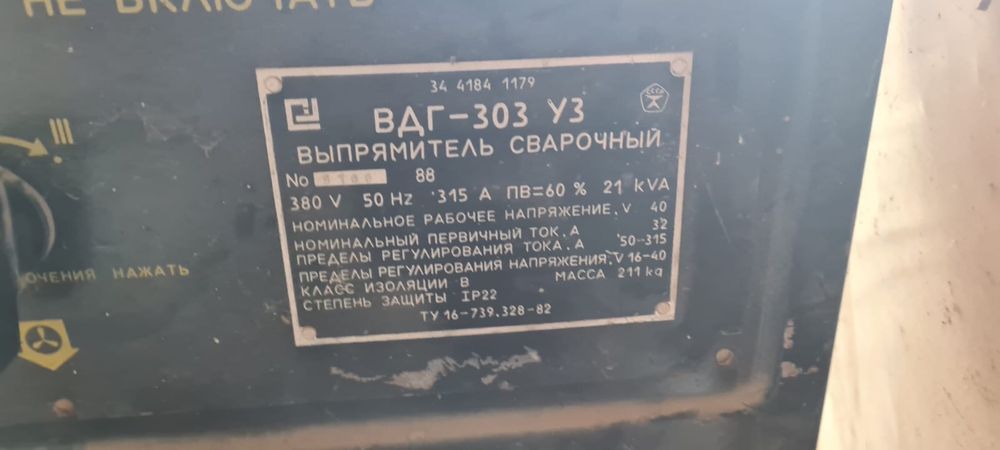 НЕ ВКЛЮЧАТЬ
34 4184 1179
СССР
ВДГ-303 У3
ВЫПРЯМИТЕЛЬ СВАРОЧНЫЙ
No 88
380 V 50 Hz 315 A ПВ=60 % 21 kVA
НОМИНАЛЬНОЕ РАБОЧЕЕ НАПРЯЖЕНИЕ, V 40
НОМИНАЛЬНЫЙ ПЕРВИЧНЫЙ ТОК. А 32
ПРЕДЕЛЫ РЕГУЛИРОВАНИЯ ТОКА. А 50-315
ПРЕДЕЛЫ РЕГУЛИРОВАНИЯ НАПРЯЖЕНИЯ. V 16-40
КЛАСС ИЗОЛЯЦИИ В МАССА 211 kg
СТЕПЕНЬ ЗАЩИТЫ IP22
ТУ 16-739.328-82
III
ЮЧЕНИЯ НАЖАТЬ